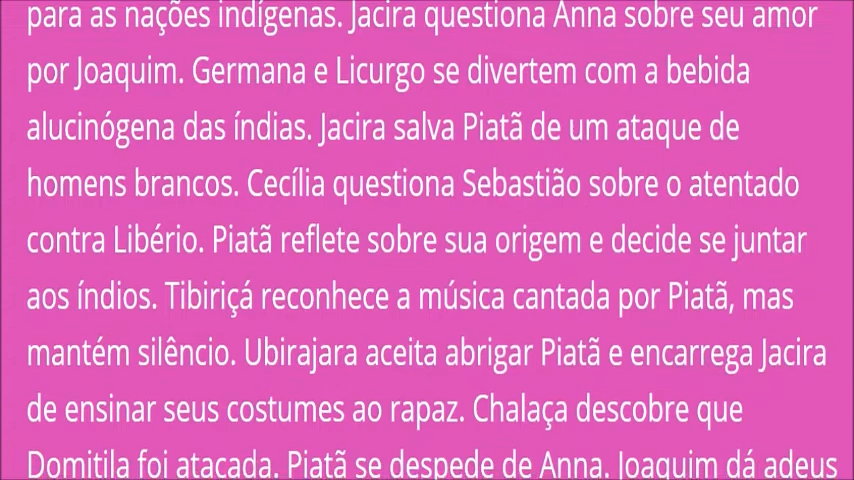 para as nações indígenas. Jacira questiona Anna sobre seu amor
por Joaquim. Germana e Licurgo se divertem com a bebida
alucinógena das índias. Jacira salva Piatã de um ataque de
homens brancos. Cecília questiona Sebastião sobre o atentado
contra Libério. Piatã reflete sobre sua origem e decide se juntar
aos índios. Tibiriçá reconhece a música cantada por Piatã, mas
mantém silêncio. Ubirajara aceita abrigar Piatã e encarrega Jacira
de ensinar seus costumes ao rapaz. Chalaça descobre que
Domitila foi atacada. Piatã se despede de Anna. Joaquim dá adeus